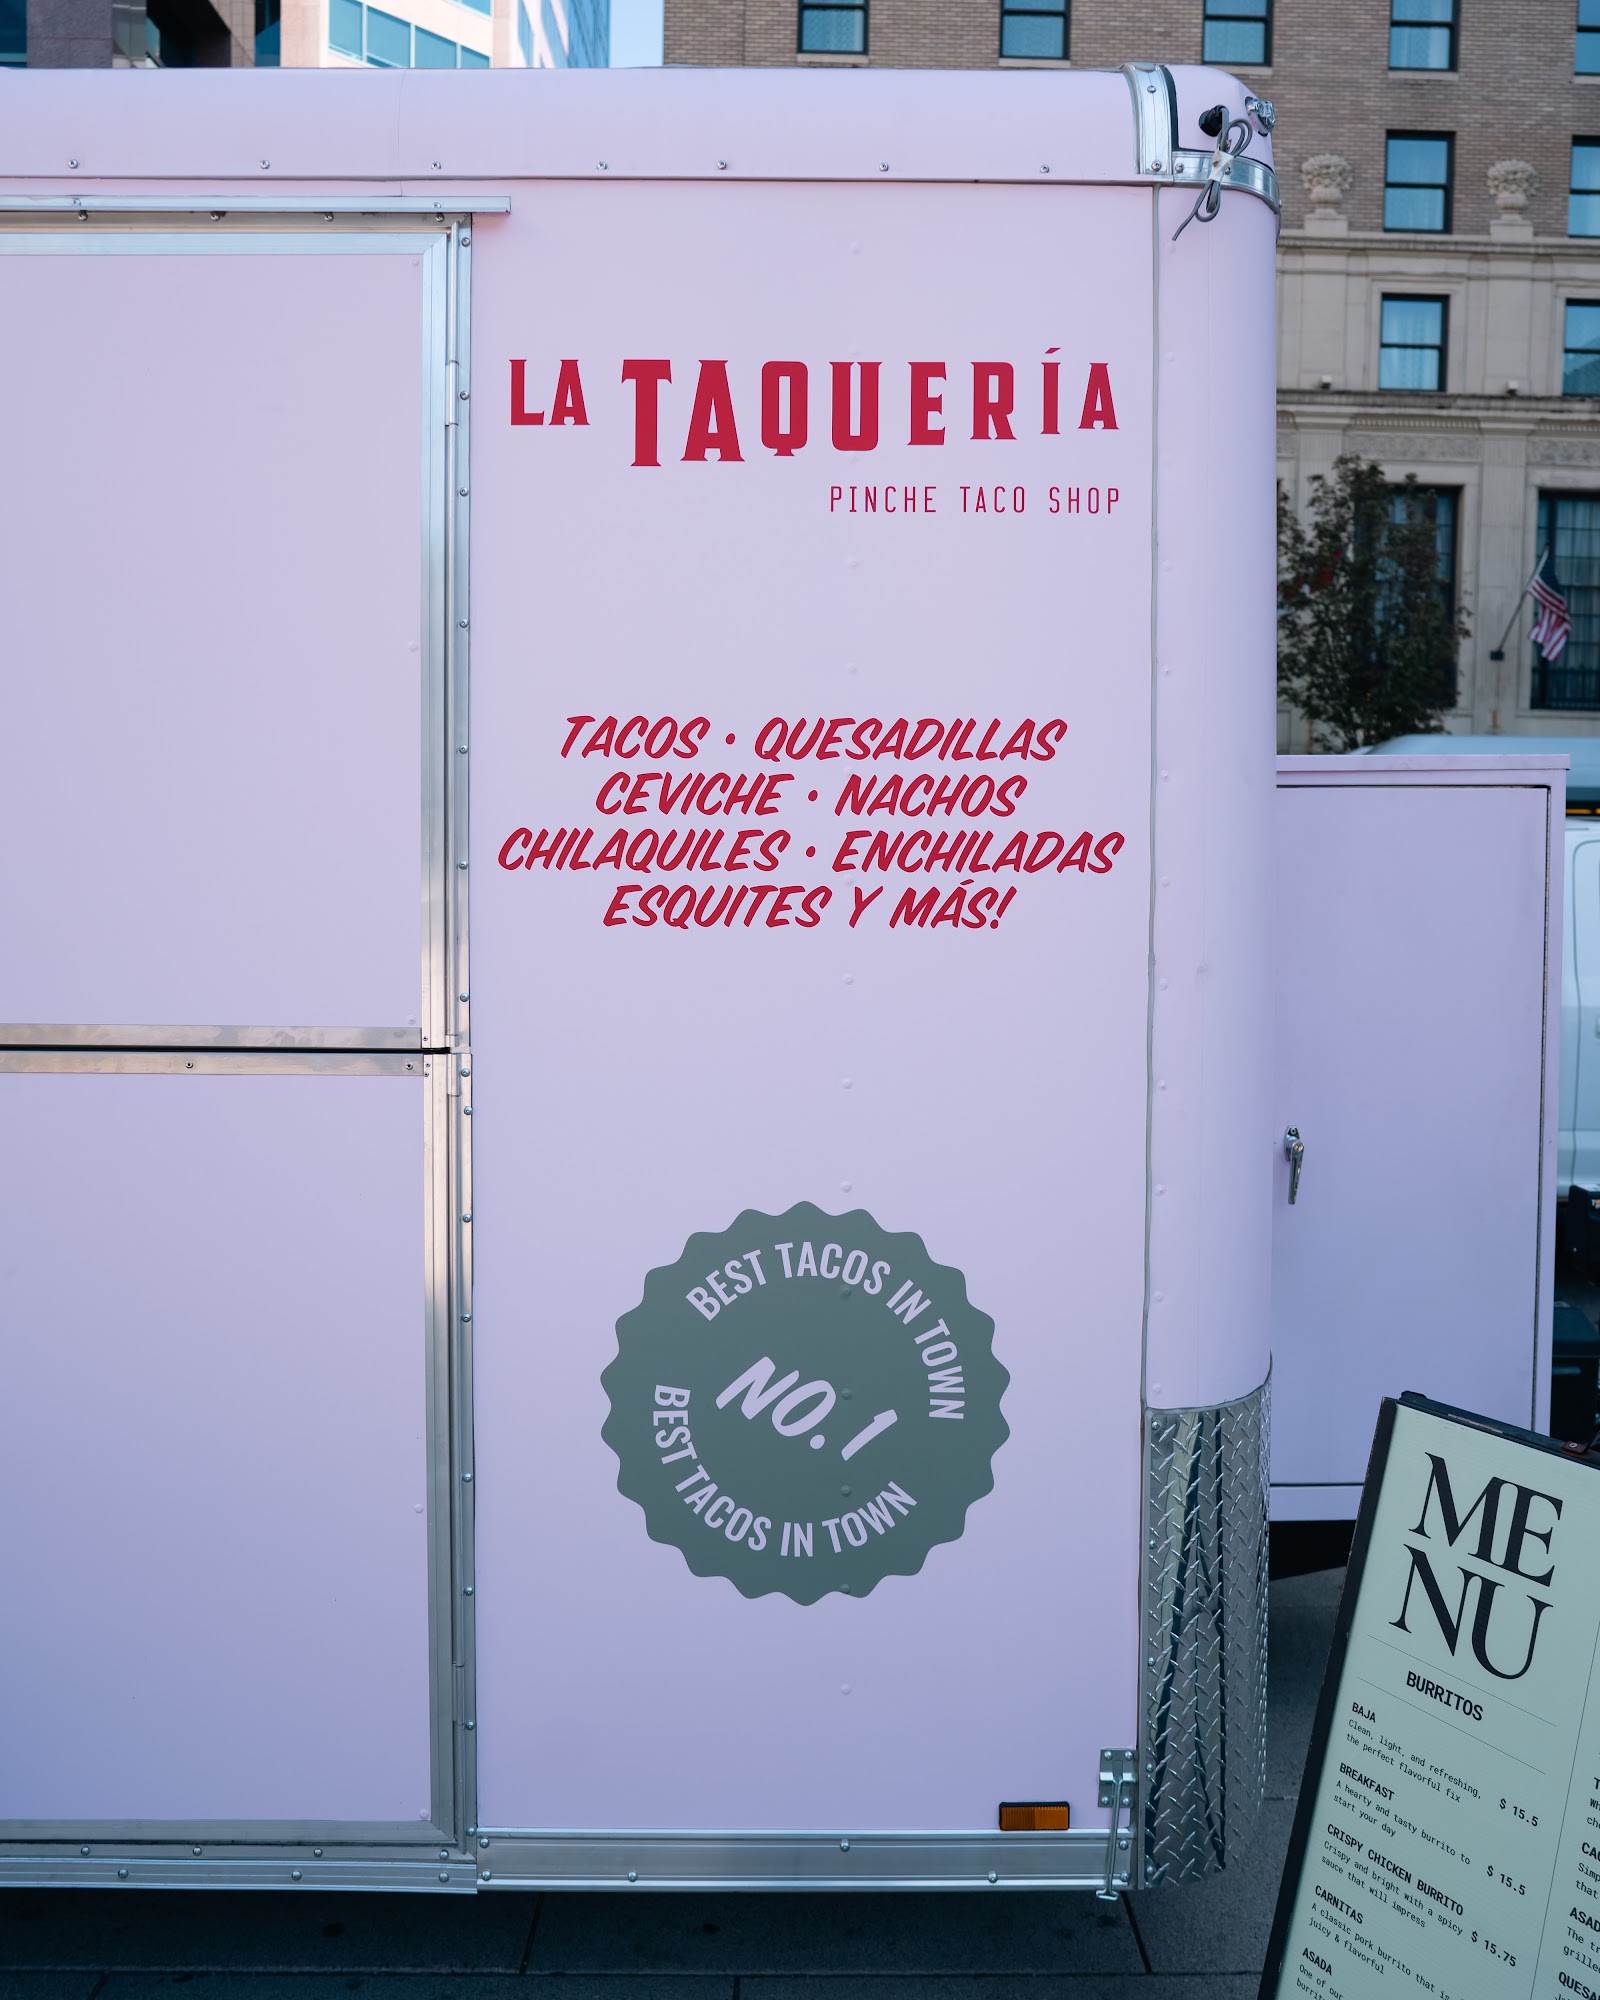 LA TAQUERÍA
PINCHE TACO SHOP
TACOS • QUESADILLAS
CEVICHE • NACHOS
CHILAQUILES • ENCHILADAS
ESQUITES Y MÁS!
BEST TACOS IN TOWN
NO. 1
BEST TACOS IN TOWN
ME
NU
BURRITOS
BAJA
Clean, light, and refreshing,
the perfect flavorful fix
$ 15.5
BREAKFAST
A hearty and tasty burrito to
start your day
$ 15.5
CRISPY CHICKEN BURRITO
Crispy and bright with a spicy
sauce that will impress
$ 15.75
CARNITAS
A classic pork burrito that is
juicy & flavorful
ASADA
One of our